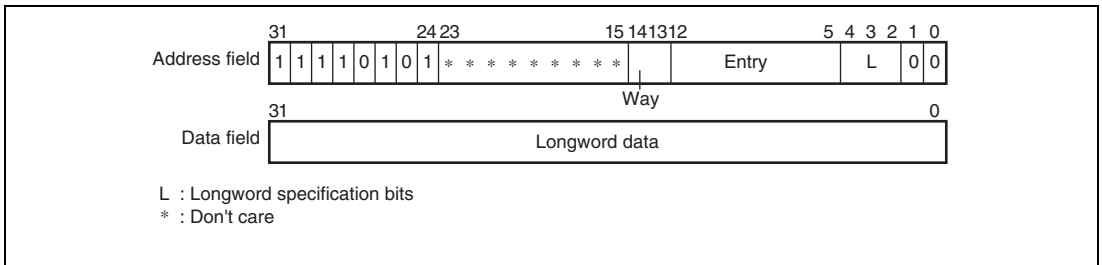 31 24 23 15 14 13 12 5 4 3 2 1 0
Address field 1 1 1 1 0 1 0 1 * * * * * * * * * Entry L 0 0
Way
31 0
Data field Longword data
L : Longword specification bits
* : Don't care